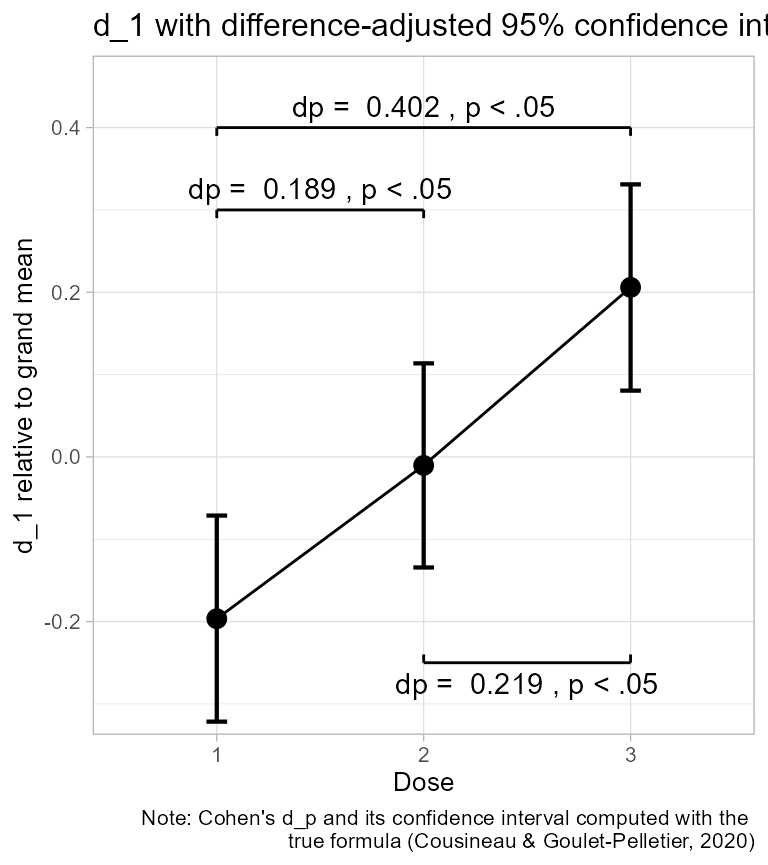 d_1 with difference-adjusted 95% confidence int
dp =  0.402 , p < .05
0.4
dp =  0.189 , p < .05
0.2
d_1 relative to grand mean
0.0
-0.2
dp =  0.219 , p < .05
1 2 3
Dose
Note: Cohen's d_p and its confidence interval computed with the
true formula (Cousineau & Goulet-Pelletier, 2020)